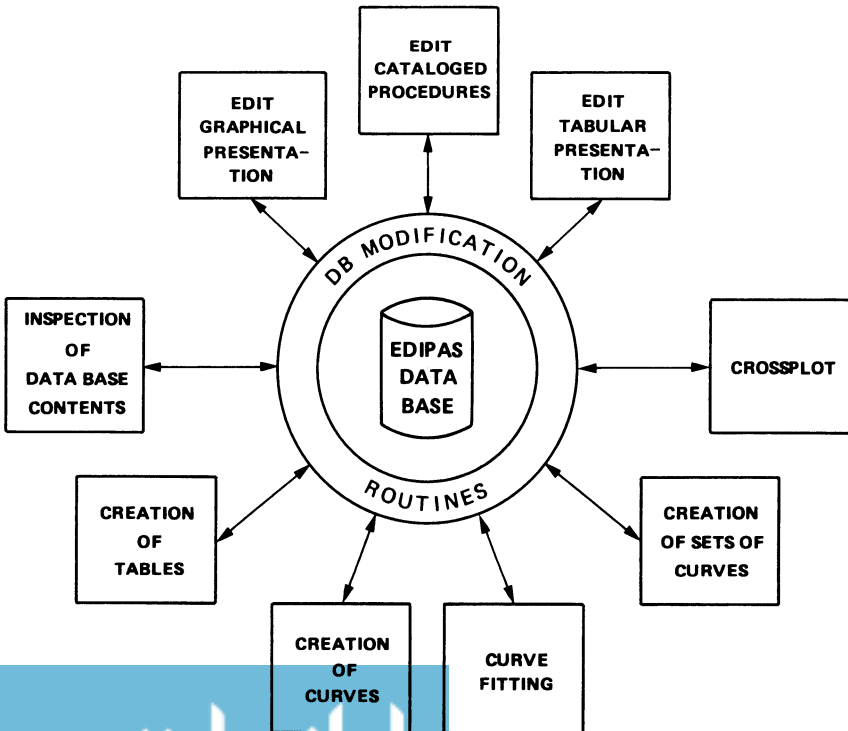 EDIT
CATALOGED
PROCEDURES
EDIT
GRAPHICAL
PRESENTA-
TION
EDIT
TABULAR
PRESENTA-
TION
DB MODIFICATION
ROUTINES
EDIPAS
DATA
BASE
INSPECTION
OF
DATA BASE
CONTENTS
CROSSPLOT
CREATION
OF
TABLES
CREATION
OF SETS OF
CURVES
CREATION
OF
CURVES
CURVE
FITTING